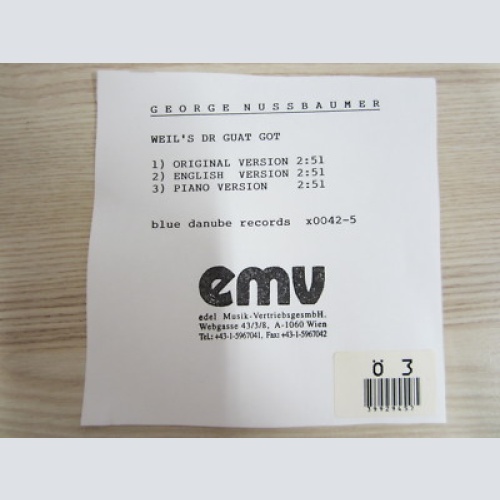 GEORGE NUSSBAUMER
WEIL'S DR GUAT GOT
1) ORIGINAL VERSION 2:51
2) ENGLISH VERSION 2:51
3) PIANO VERSION 2:51
blue danube records x0042-5
emv
edel Musik-VertriebsgesmbH.
Webgasse 43/3/8, A-1060 Wien
Tel.: +43-1-5967041, Fax: +43-1-5967042
Ö 3